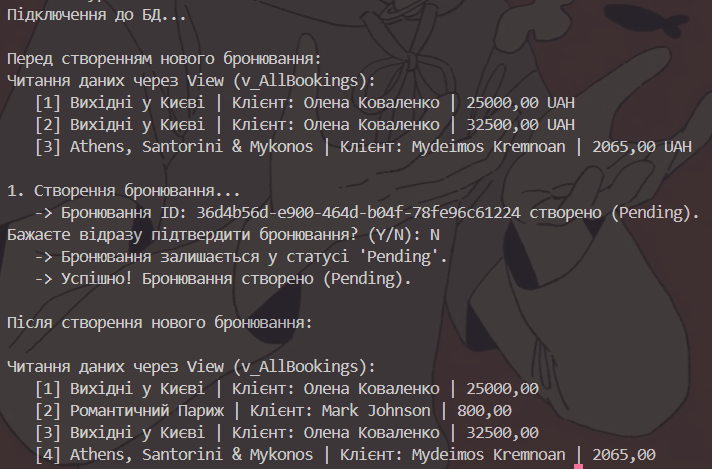 Підключення до БД...
Перед створенням нового бронювання:
Читання даних через View (v_AllBookings):
[1] Вихідні у Києві | Клієнт: Олена Коваленко | 25000,00 UAH
[2] Вихідні у Києві | Клієнт: Олена Коваленко | 32500,00 UAH
[3] Athens, Santorini & Mykonos | Клієнт: Mydeimos Kremnoan | 2065,00 UAH
1. Створення бронювання...
-> Бронювання ID: 36d4b56d-e900-464d-b04f-78fe96c61224 створено (Pending).
Бажаєте відразу підтвердити бронювання? (Y/N): N
-> Бронювання залишається у статусі 'Pending'.
-> Успішно! Бронювання створено (Pending).
Після створення нового бронювання:
Читання даних через View (v_AllBookings):
[1] Вихідні у Києві | Клієнт: Олена Коваленко | 25000,00
[2] Романтичний Париж | Клієнт: Mark Johnson | 800,00
[3] Вихідні у Києві | Клієнт: Олена Коваленко | 32500,00
[4] Athens, Santorini & Mykonos | Клієнт: Mydeimos Kremnoan | 2065,00